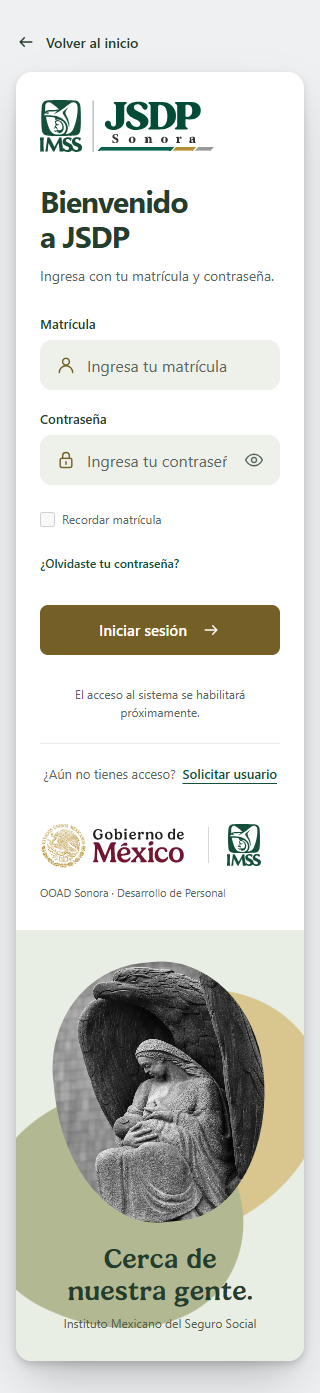 Volver al inicio
IMSS
JSDP
Sonora
Bienvenido
a JSDP
Ingresa con tu matrícula y contraseña.
Matrícula
Ingresa tu matrícula
Contraseña
Ingresa tu contraseñ
Recordar matrícula
¿Olvidaste tu contraseña?
Iniciar sesión
El acceso al sistema se habilitará
próximamente.
¿Aún no tienes acceso? Solicitar usuario
Gobierno de
México
IMSS
OOAD Sonora · Desarrollo de Personal
Cerca de
nuestra gente.
Instituto Mexicano del Seguro Social